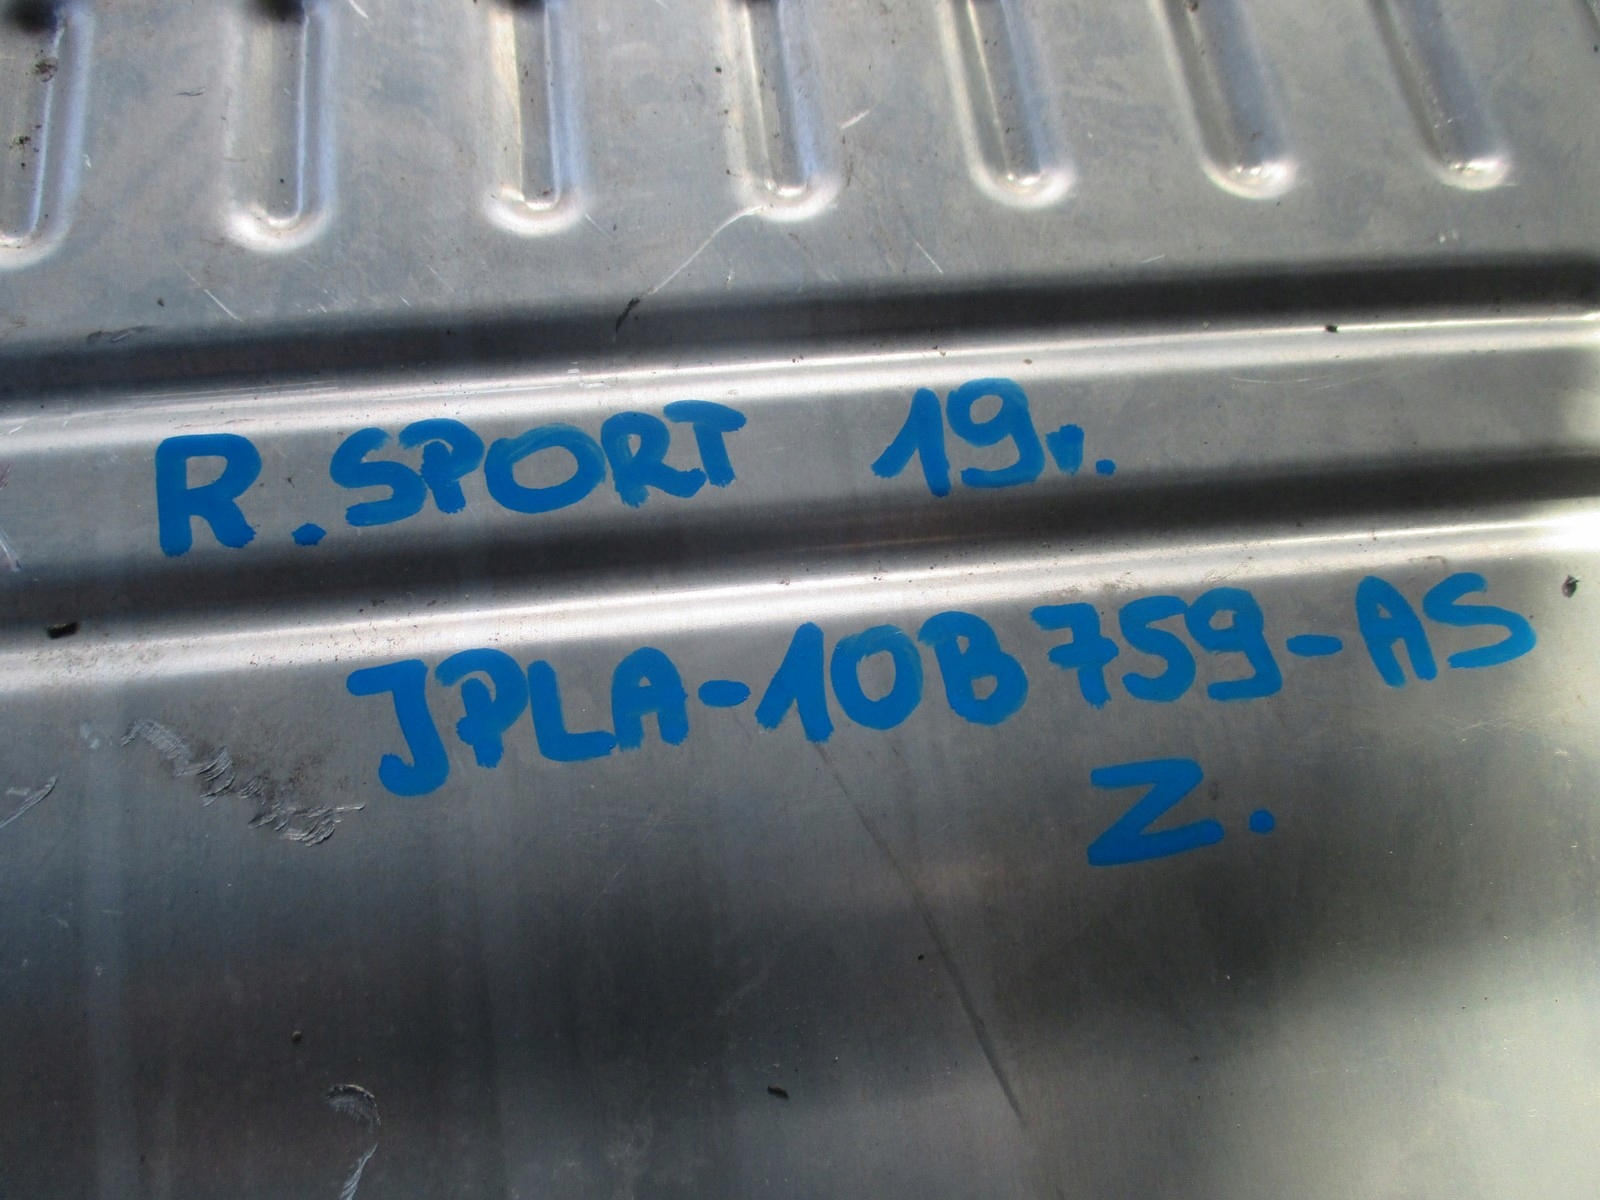 R.SPORT 19r.
JPLA-10B759-AS
Z.